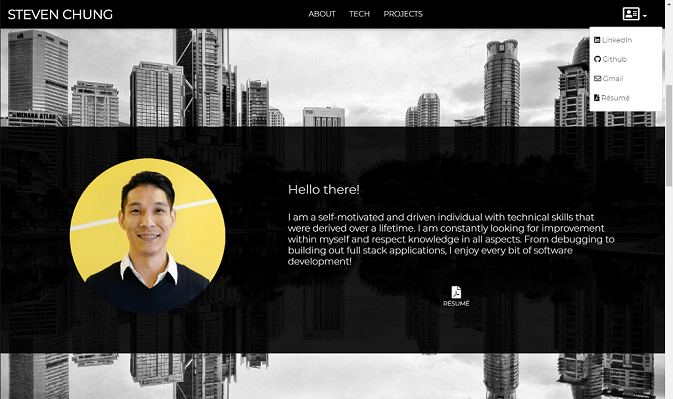 STEVEN CHUNG
ABOUT TECH PROJECTS
LinkedIn
Github
Gmail
Résumé
MENARA ATLAN
Hello there!
I am a self-motivated and driven individual with technical skills that
were derived over a lifetime. I am constantly looking for improvement
within myself and respect knowledge in all aspects. From debugging to
building out full stack applications, I enjoy every bit of software
development!
RÉSUMÉ